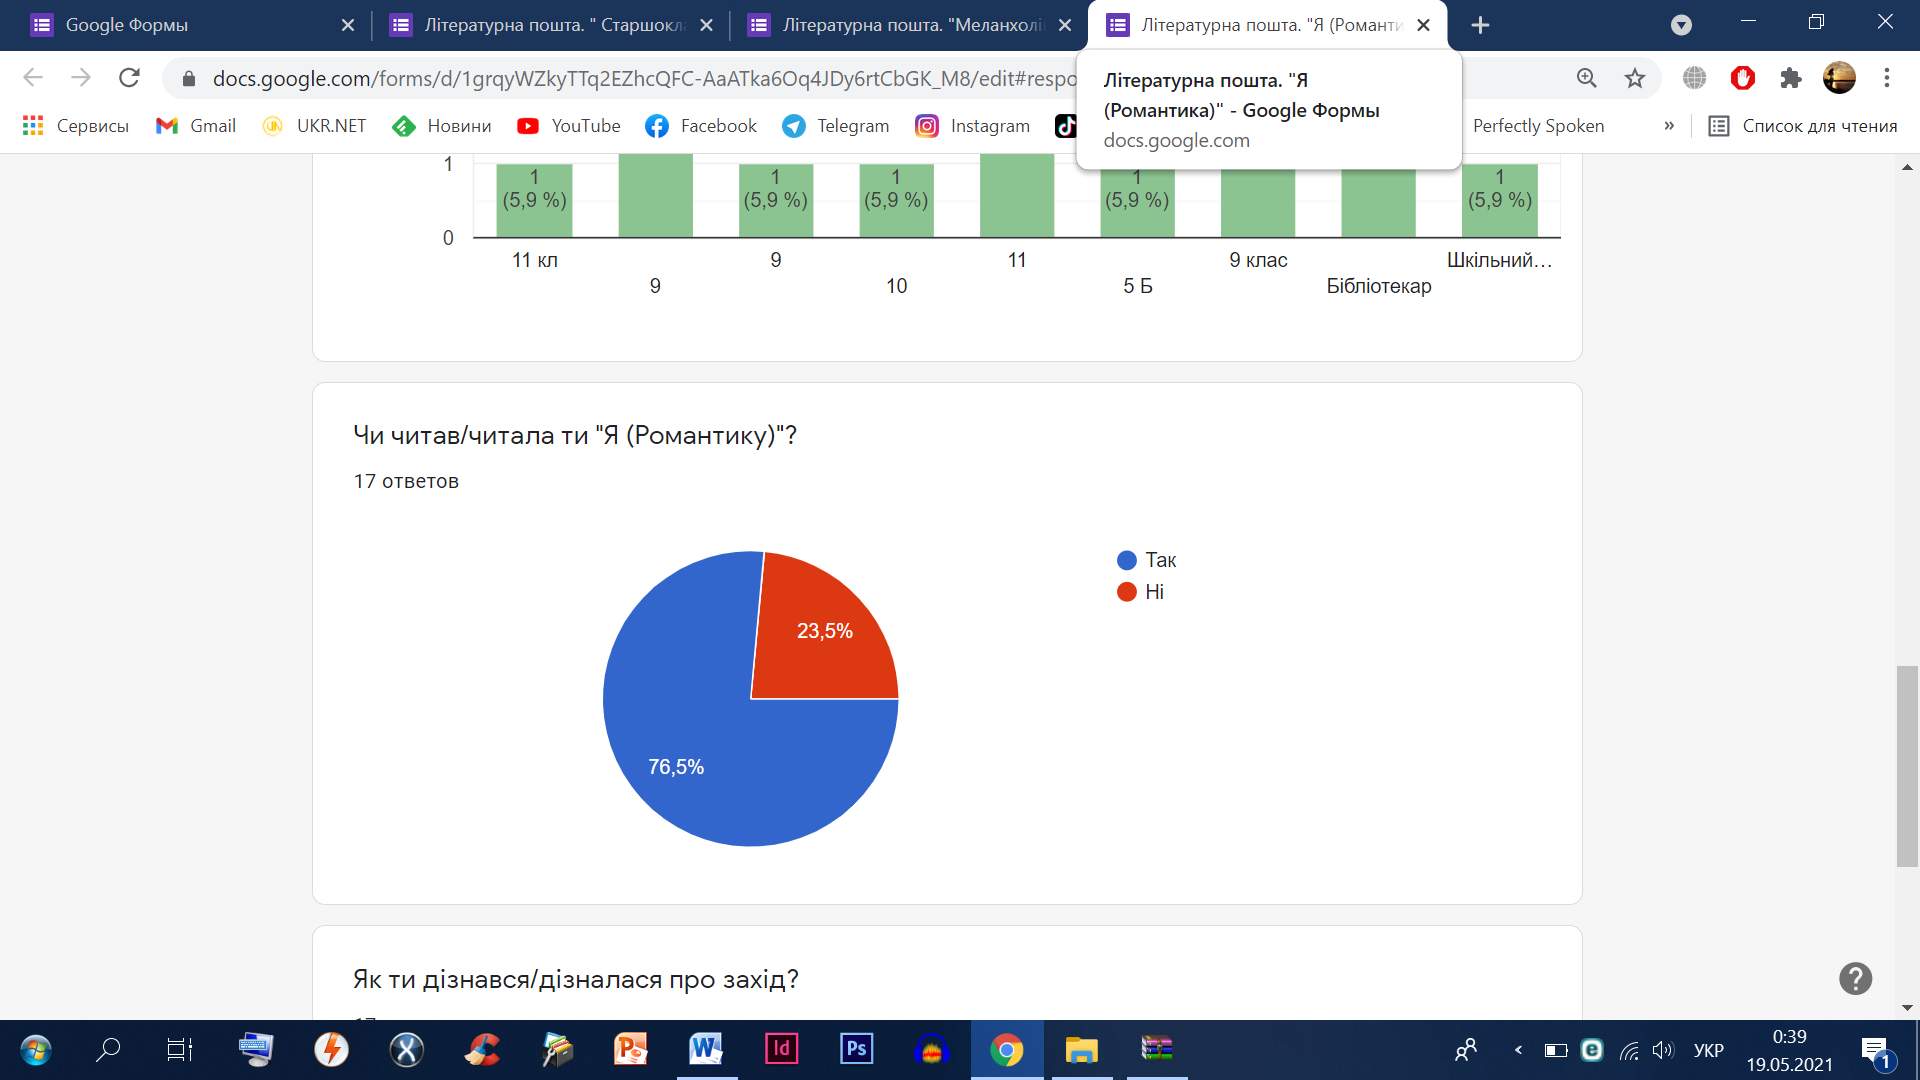 Google Формы
Літературна пошта. " Старшокла
Літературна пошта. "Меланхолі
Літературна пошта. "Я (Романти
docs.google.com/forms/d/1grqyWZkyTTq2EZhcQFC-AaATka6Oq4JDy6rtCbGK_M8/edit#respo
Літературна пошта. "Я
(Романтика)" - Google Формы
docs.google.com
Сервисы
Gmail
UKR.NET
Новини
YouTube
Facebook
Telegram
Instagram
Perfectly Spoken
»
Список для чтения
1
0
1 1 1 1 1
(5,9 %) (5,9 %) (5,9 %) (5,9 %) (5,9 %)
11 кл 9 11 9 клас Шкільний…
9 10 5 Б Бібліотекар
Чи читав/читала ти "Я (Романтику)"?
17 ответов
Так
Ні
23,5%
76,5%
Як ти дізнався/дізналася про захід?
УКР
0:39
19.05.2021
1